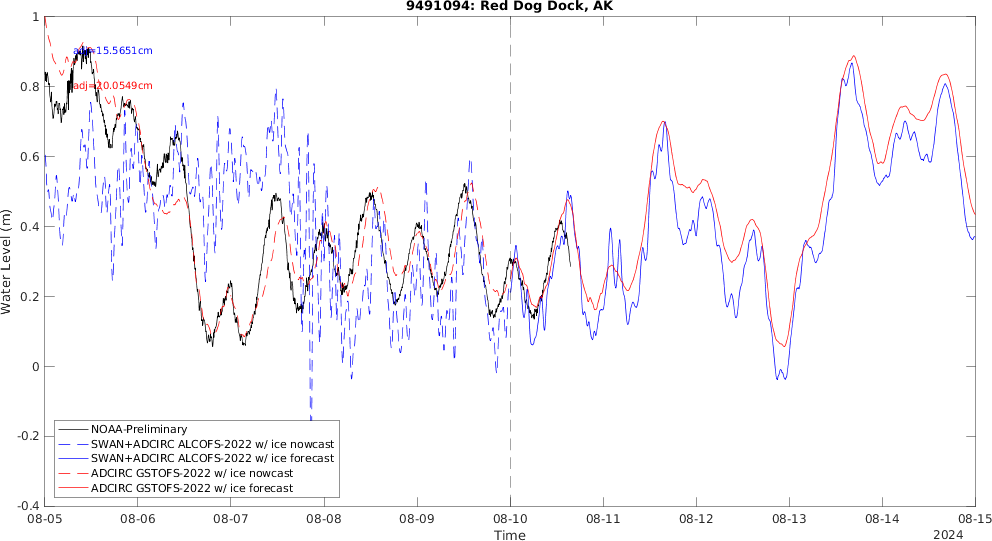 9491094: Red Dog Dock, AK
1
adj=15.5651cm
0.8
adj=20.0549cm
0.6
0.4
0.2
0
-0.2
-0.4
Water Level (m)
NOAA-Preliminary
SWAN+ADCIRC ALCOFS-2022 w/ ice nowcast
SWAN+ADCIRC ALCOFS-2022 w/ ice forecast
ADCIRC GSTOFS-2022 w/ ice nowcast
ADCIRC GSTOFS-2022 w/ ice forecast
08-05 08-06 08-07 08-08 08-09 08-10 08-11 08-12 08-13 08-14 08-15
Time
2024